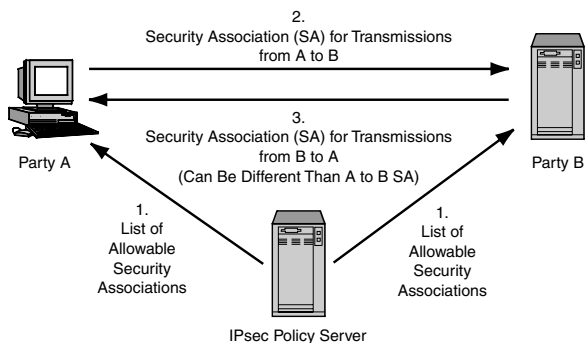 2.
Security Association (SA) for Transmissions
from A to B
3.
Security Association (SA) for Transmissions
from B to A
(Can Be Different Than A to B SA)
Party A
Party B
1.
List of
Allowable
Security
Associations
1.
List of
Allowable
Security
Associations
IPsec Policy Server